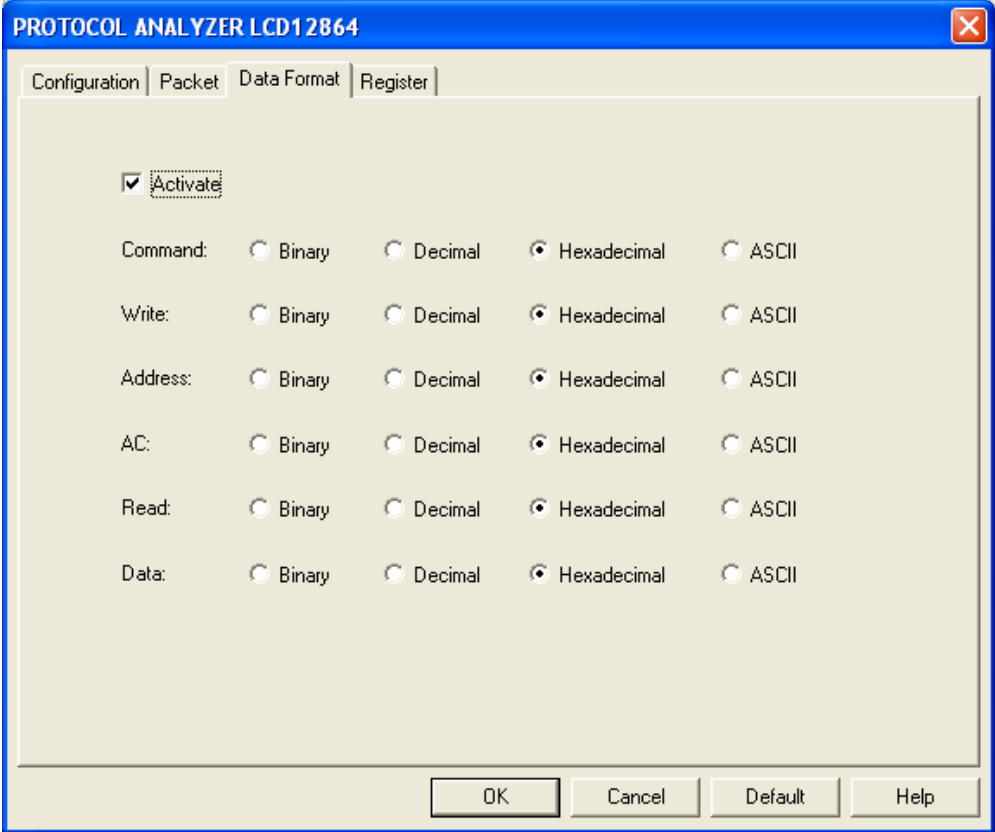 PROTOCOL ANALYZER LCD12864
Configuration Packet Data Format Register
Activate
Command: Binary Decimal Hexadecimal ASCII
Write: Binary Decimal Hexadecimal ASCII
Address: Binary Decimal Hexadecimal ASCII
AC: Binary Decimal Hexadecimal ASCII
Read: Binary Decimal Hexadecimal ASCII
Data: Binary Decimal Hexadecimal ASCII
OK Cancel Default Help